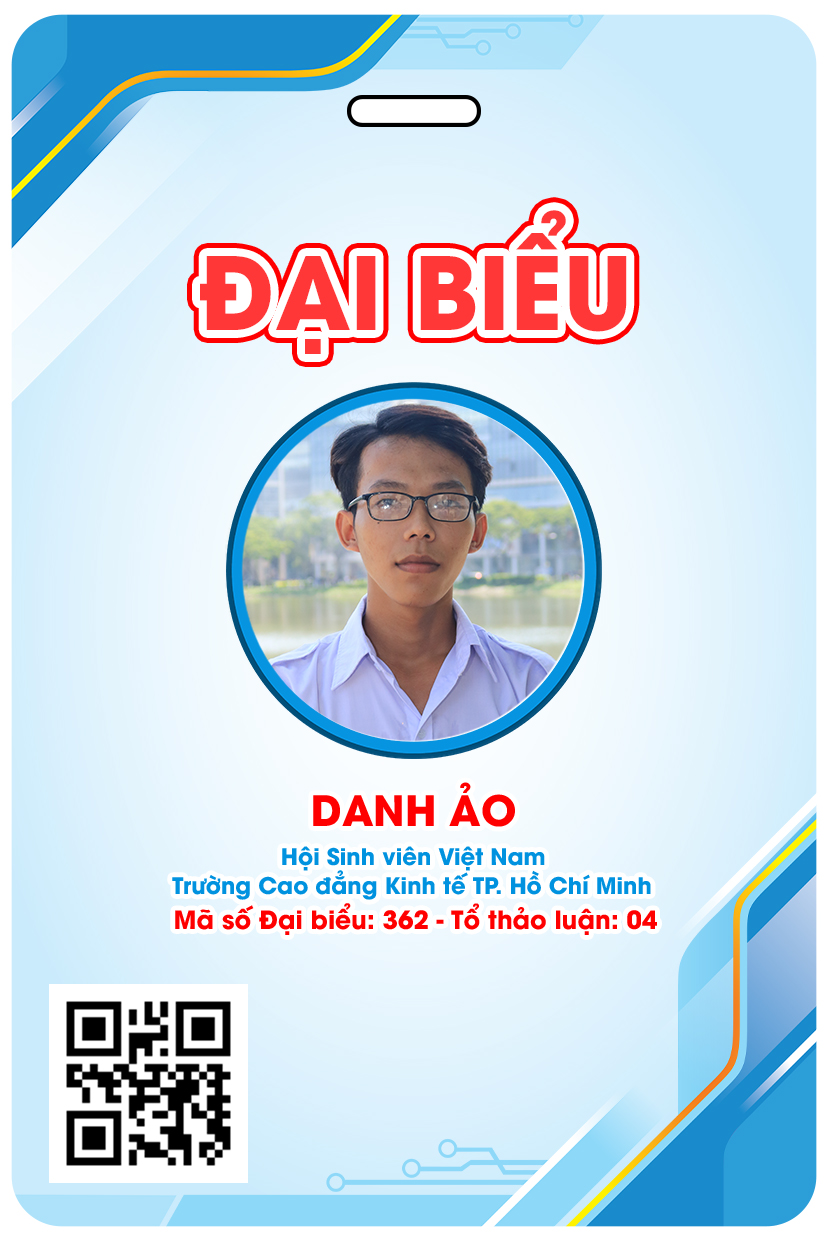 ĐẠI BIỂU
DANH ẢO
Hội Sinh viên Việt Nam
Trường Cao đẳng Kinh tế TP. Hồ Chí Minh
Mã số Đại biểu: 362 - Tổ thảo luận: 04